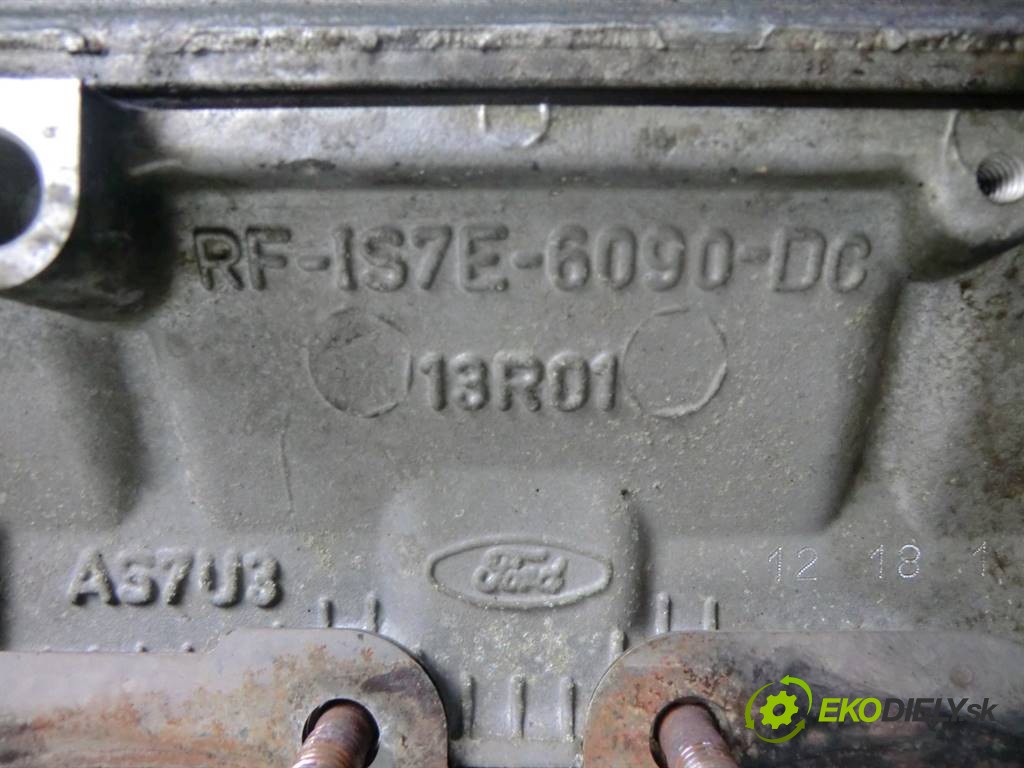 RF-1S7E-6090-DC
13R01
AS7U3
Ford
12 18 1
EKODIELY.sk